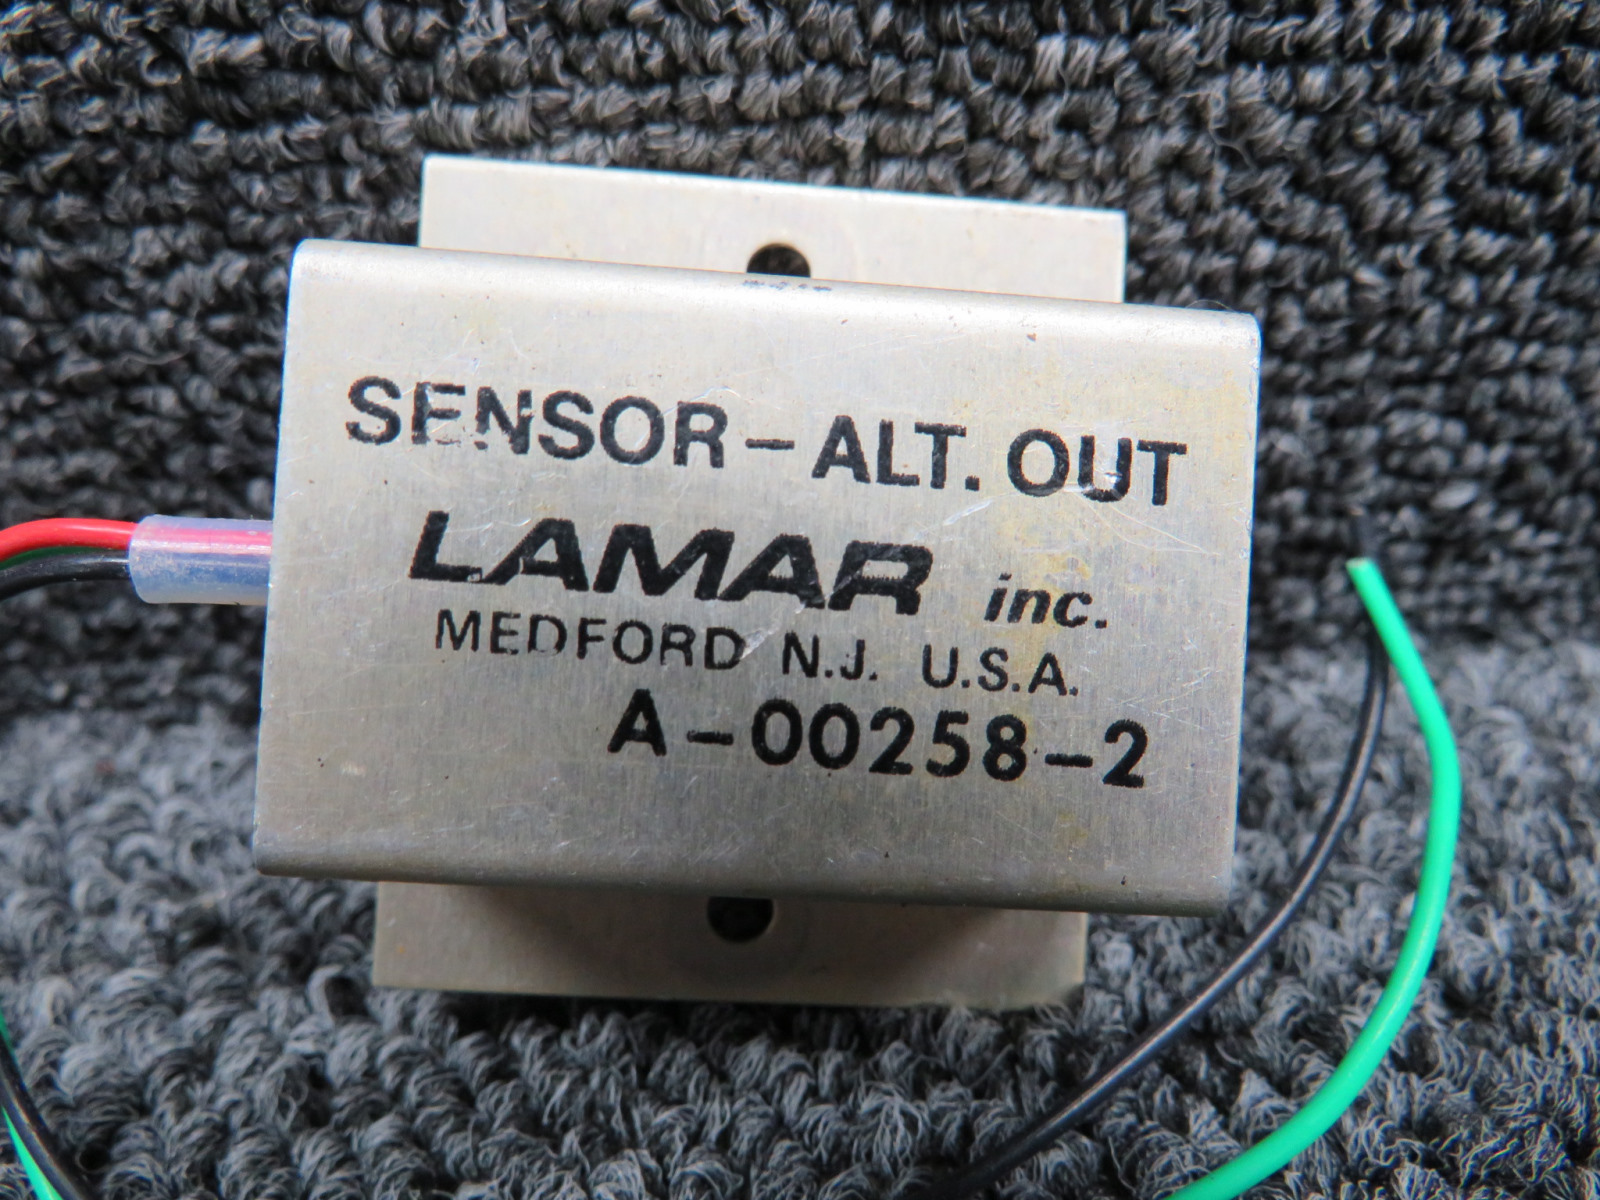 SENSOR-ALT. OUT
LAMAR inc.
MEDFORD N.J. U.S.A.
A-00258-2